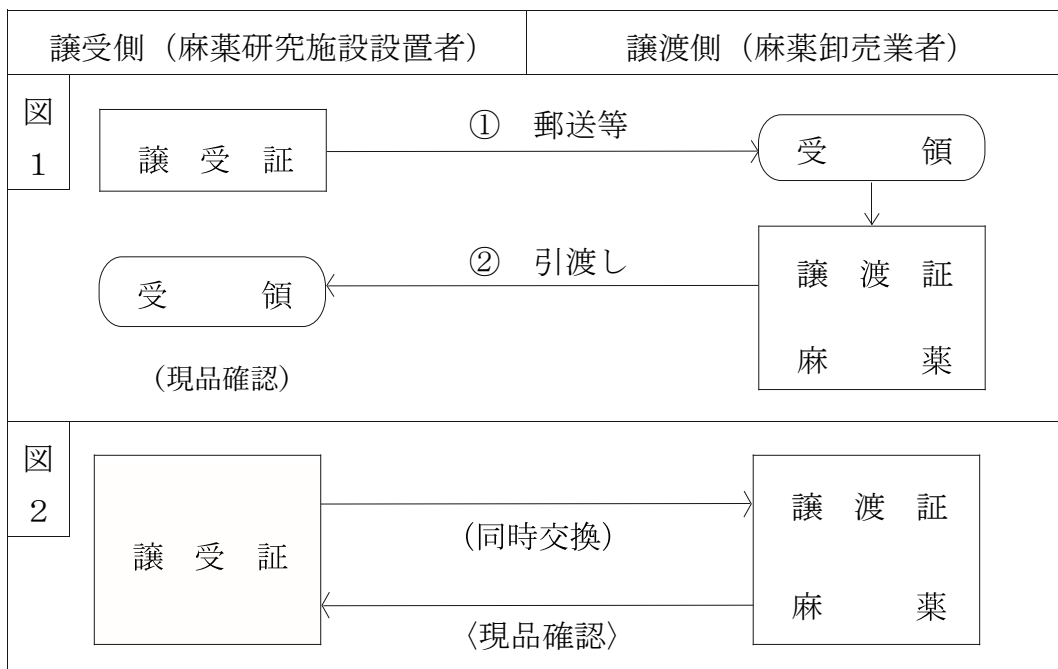 譲受側（麻薬研究施設設置者） 譲渡側（麻薬卸売業者）
図1
譲受証
① 郵送等
受領
② 引渡し
受領
（現品確認）
譲渡証
麻薬
図2
譲受証
（同時交換）
〈現品確認〉
譲渡証
麻薬